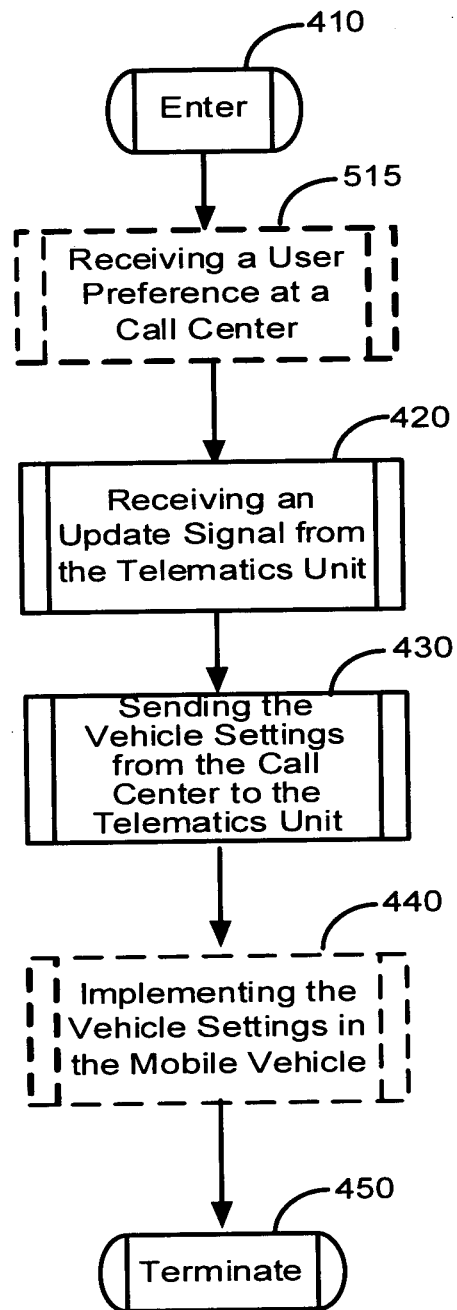 410
Enter
515
Receiving a User
Preference at a
Call Center
420
Receiving an
Update Signal from
the Telematics Unit
430
Sending the
Vehicle Settings
from the Call
Center to the
Telematics Unit
440
Implementing the
Vehicle Settings in
the Mobile Vehicle
450
Terminate